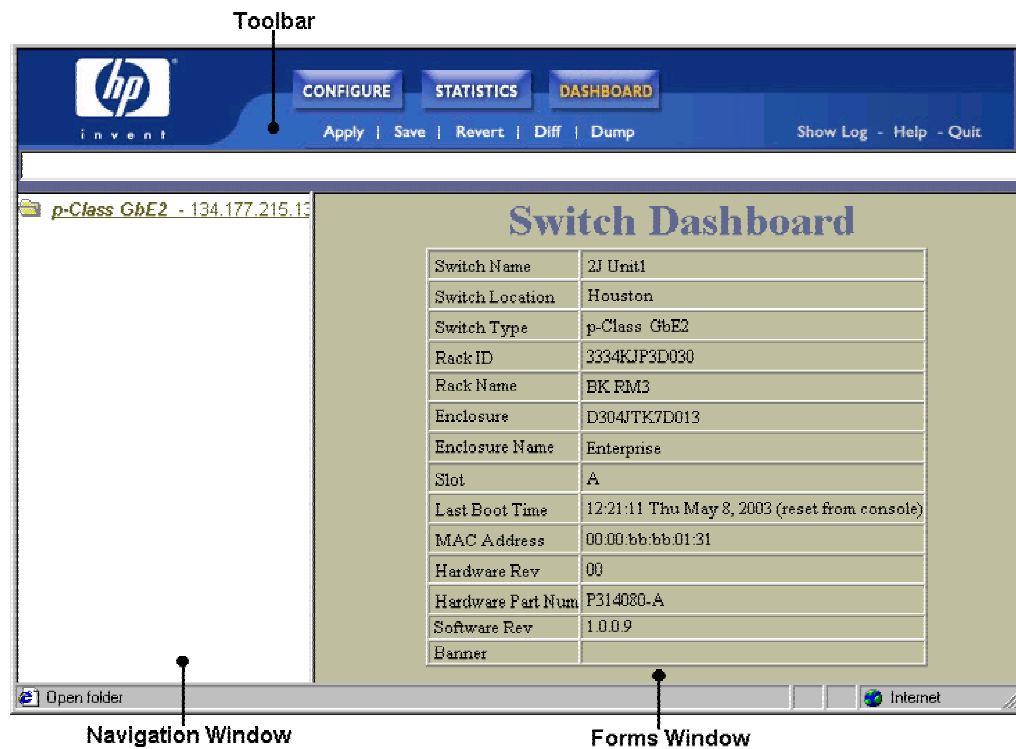 Toolbar
hp
invent
CONFIGURE STATISTICS DASHBOARD
Apply | Save | Revert | Diff | Dump Show Log - Help - Quit
p-Class GbE2 - 134.177.215.13
Switch Dashboard
Switch Name 2J Unit1
Switch Location Houston
Switch Type p-Class GbE2
Rack ID 3334KJP3D030
Rack Name BK RM3
Enclosure D304JTK7D013
Enclosure Name Enterprise
Slot A
Last Boot Time 12:21:11 Thu May 8, 2003 (reset from console)
MAC Address 00:00:bb:bb:01:31
Hardware Rev 00
Hardware Part Num P314080-A
Software Rev 1.0.0.9
Banner
Open folder Internet
Navigation Window Forms Window